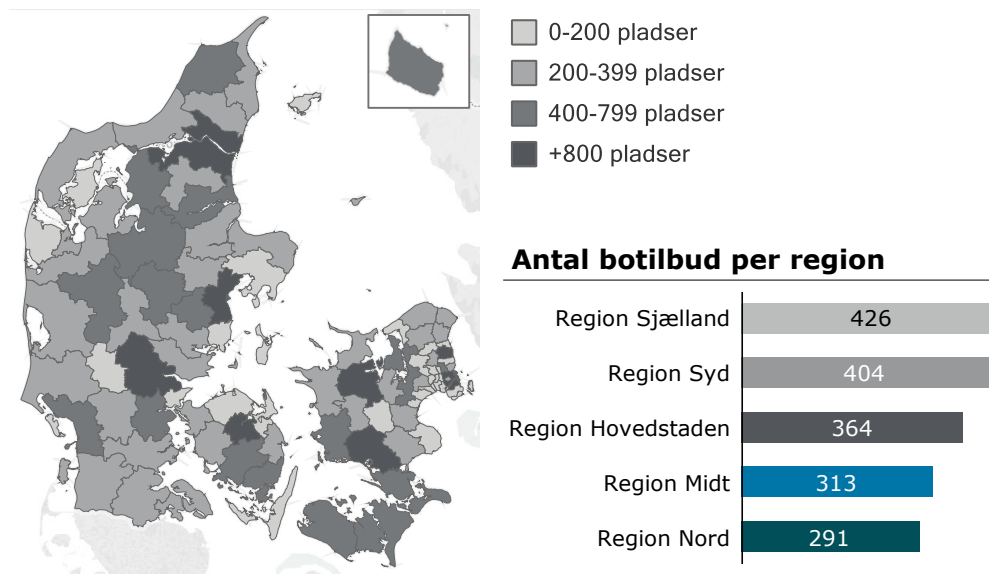 0-200 pladser
200-399 pladser
400-799 pladser
+800 pladser
Antal botilbud per region
Region Sjælland 426
Region Syd 404
Region Hovedstaden 364
Region Midt 313
Region Nord 291